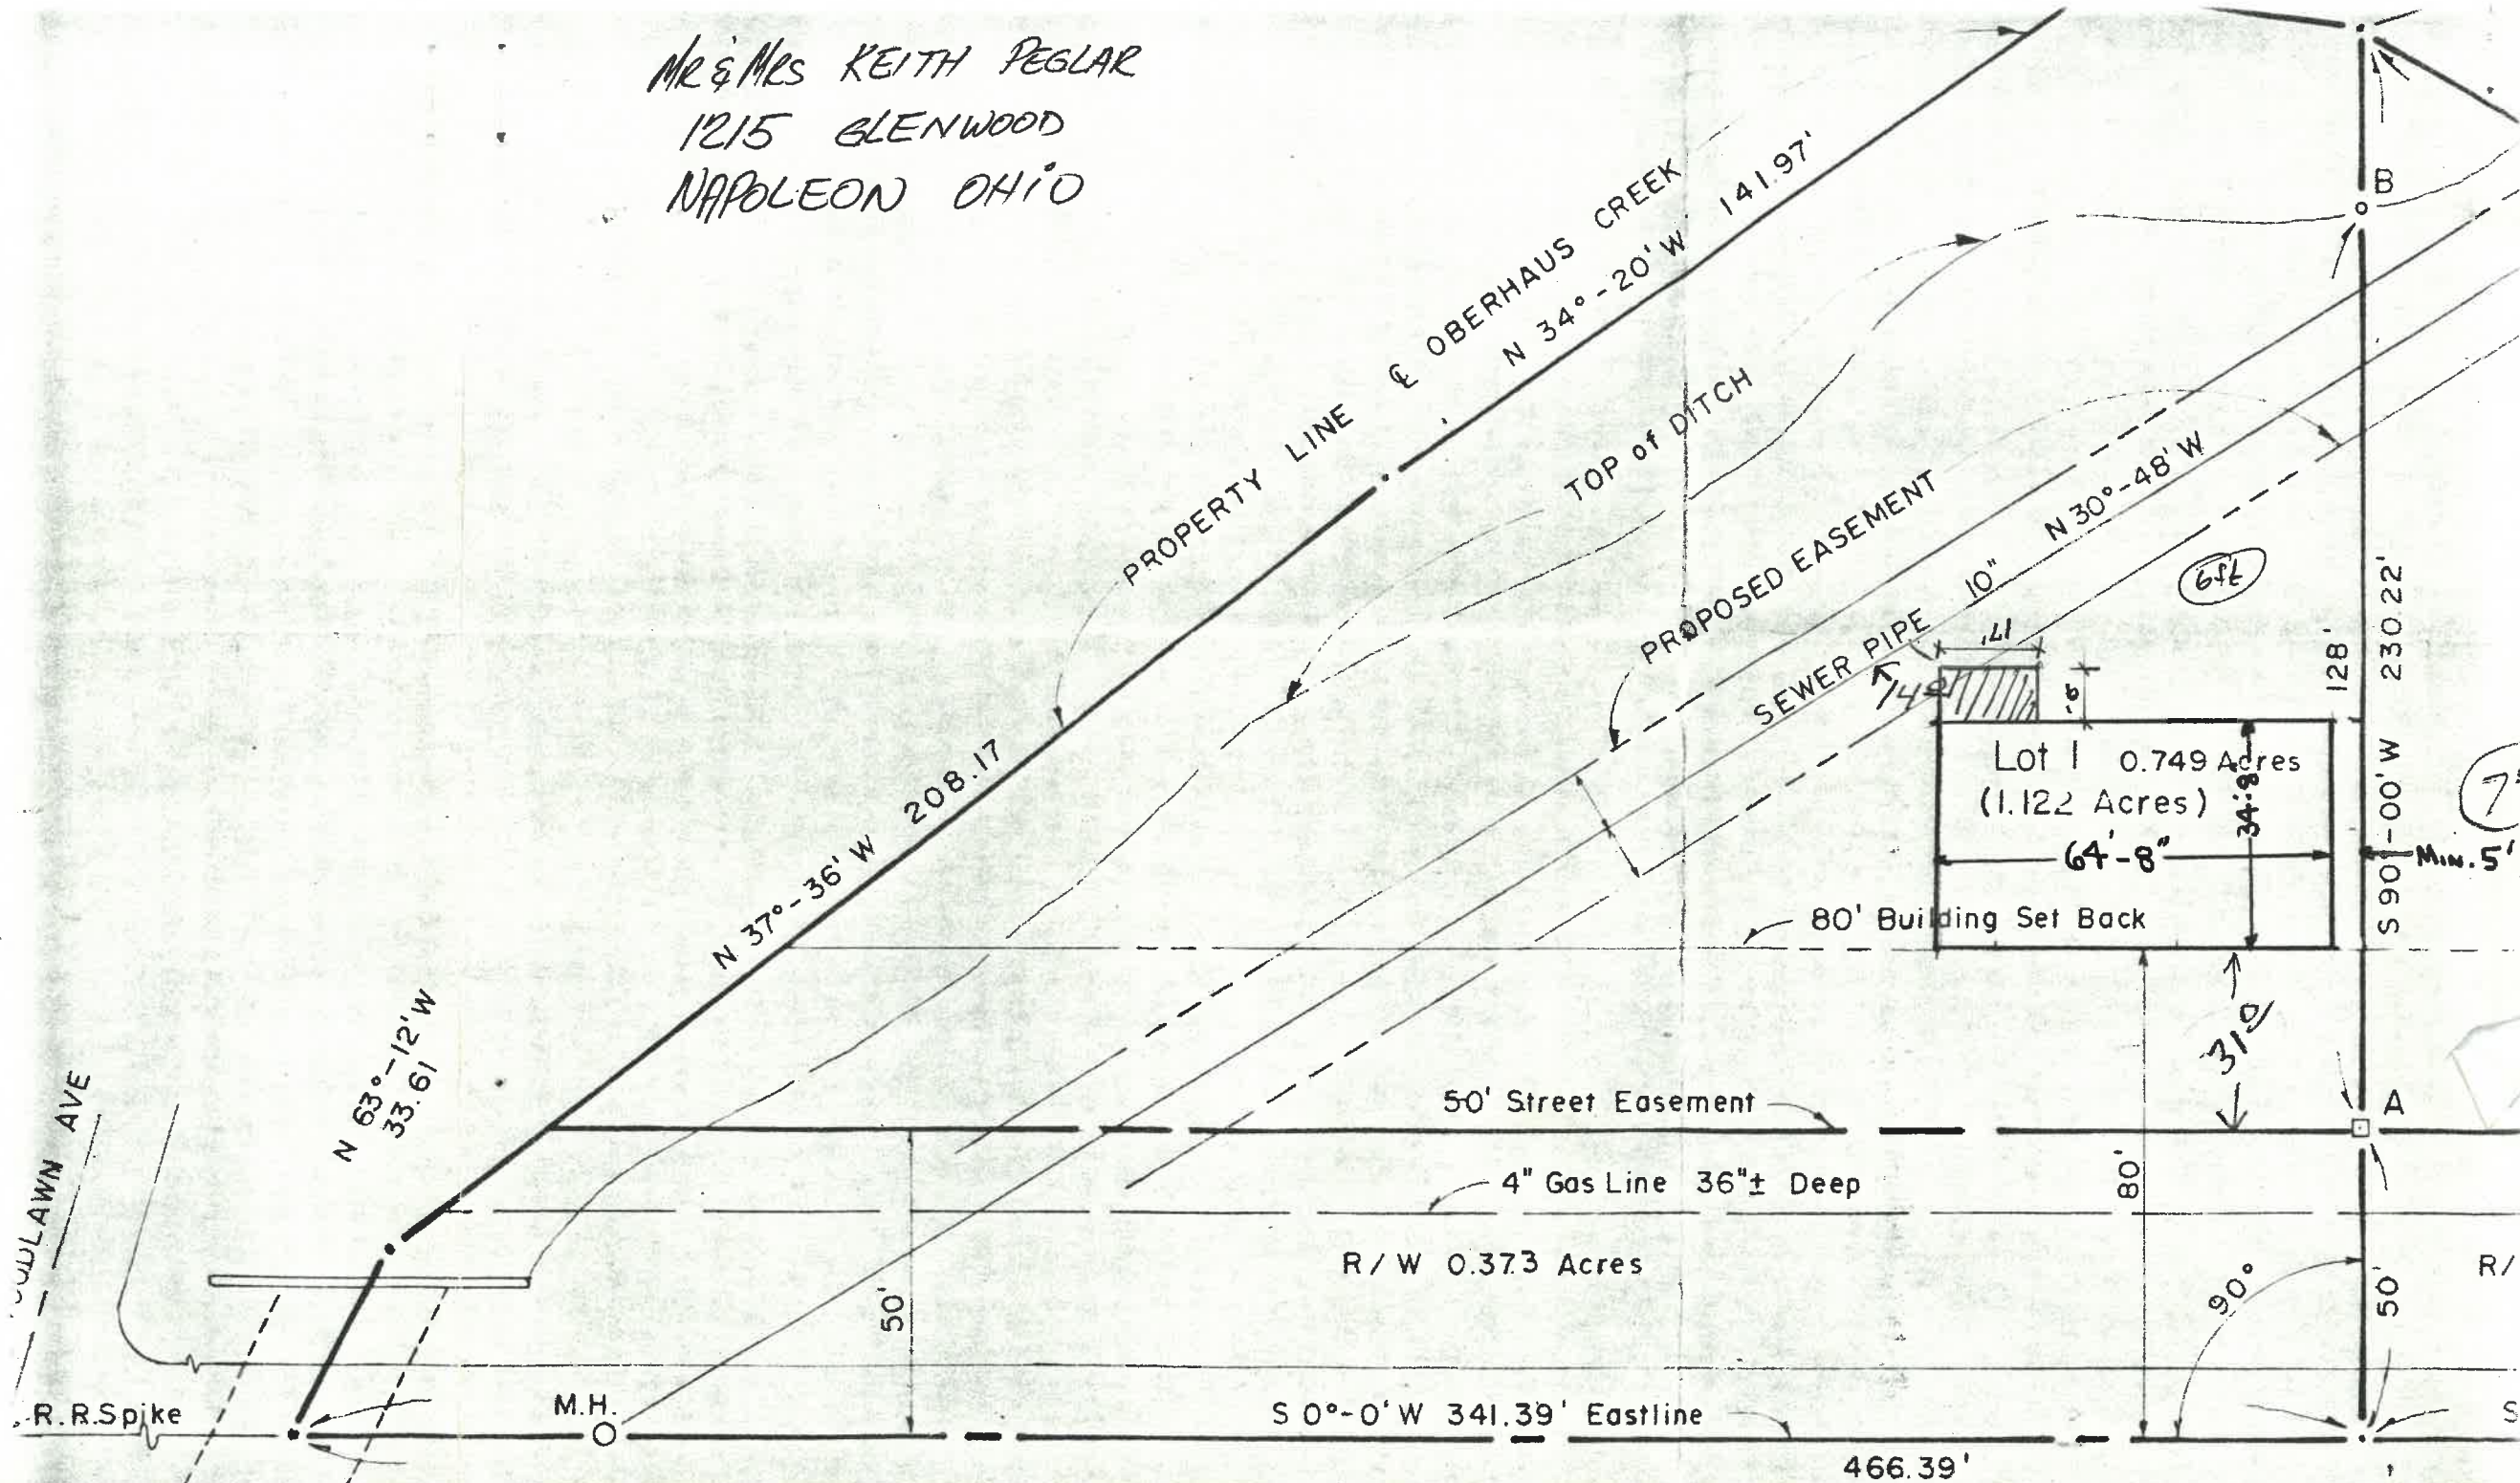 MR & MRS KEITH PEGLAR
1215 GLENWOOD
NAPOLEON OHIO
PROPERTY LINE ℄ OBERHAUS CREEK
N 34°-20' W 141.97'
TOP of DITCH
PROPOSED EASEMENT
SEWER PIPE 10" N 30°-48' W
B
6ft
17'
9'
128'
S 90°-00' W 230.22'
Lot 1 0.749 Acres
(1.122 Acres)
34'-8"
64'-8"
MIN. 5'
80' Building Set Back
N 37°-36' W 208.17
N 63°-12' W
33.61
AVE
310
50' Street Easement
A
4" Gas Line 36"± Deep
80'
R/W 0.373 Acres
R/
50'
90°
50'
R.R.Spike
M.H.
S 0°-0' W 341.39' Eastline
S
466.39'